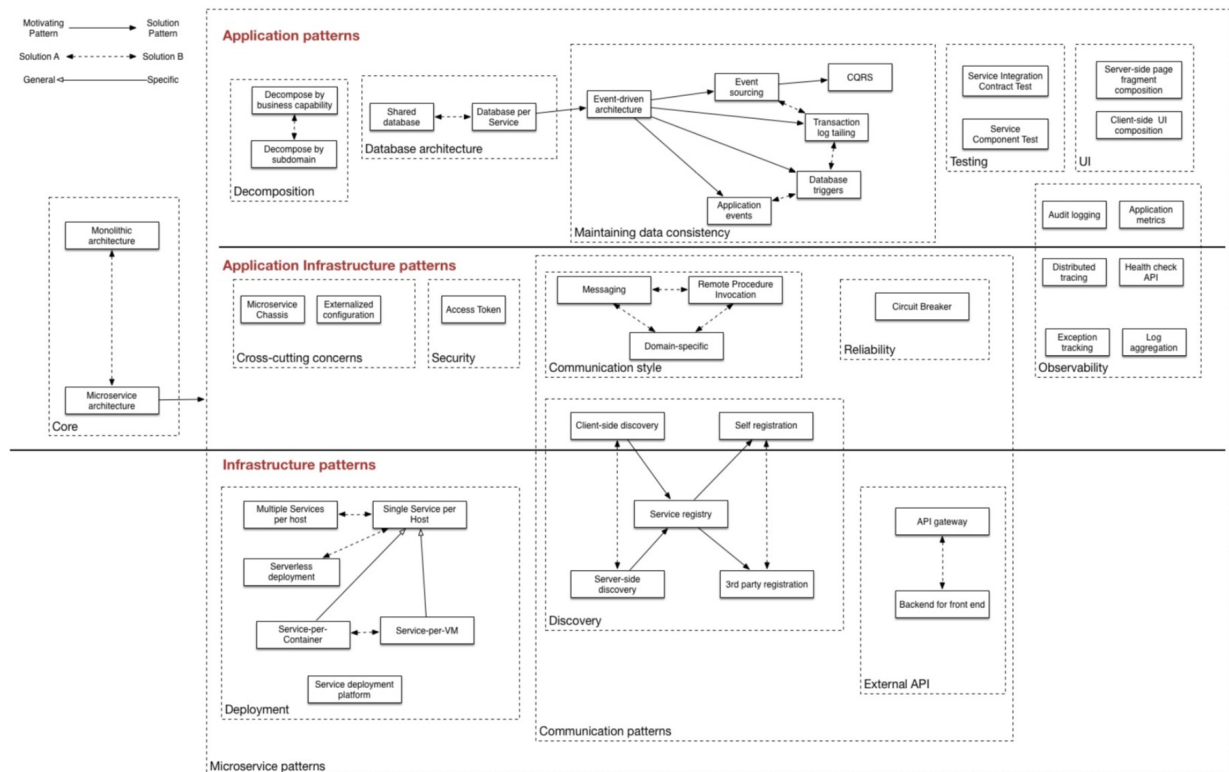 Motivating
Pattern
Solution
Pattern
Solution A
Solution B
General
Specific
Application patterns
Decompose by
business capability
Decompose by
subdomain
Decomposition
Shared
database
Database per
Service
Database architecture
Event-driven
architecture
Event
sourcing
CQRS
Transaction
log tailing
Database
triggers
Application
events
Maintaining data consistency
Service Integration
Contract Test
Service
Component Test
Testing
Server-side page
fragment
composition
Client-side UI
composition
UI
Monolithic
architecture
Microservice
architecture
Core
Application Infrastructure patterns
Microservice
Chassis
Externalized
configuration
Cross-cutting concerns
Access Token
Security
Messaging
Remote Procedure
Invocation
Domain-specific
Communication style
Circuit Breaker
Reliability
Audit logging
Application
metrics
Distributed
tracing
Health check
API
Exception
tracking
Log
aggregation
Observability
Client-side discovery
Self registration
Service registry
Server-side
discovery
3rd party registration
Discovery
Infrastructure patterns
Multiple Services
per host
Single Service per
Host
Serverless
deployment
Service-per-
Container
Service-per-VM
Service deployment
platform
Deployment
API gateway
Backend for front end
External API
Communication patterns
Microservice patterns